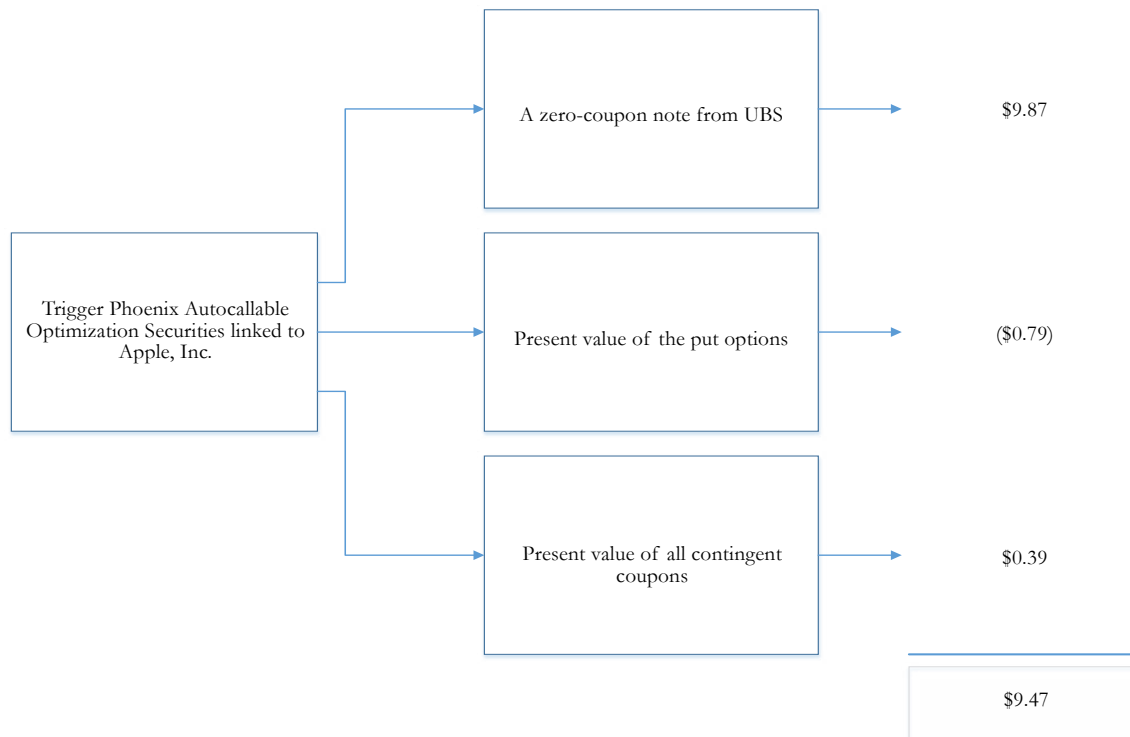 A zero-coupon note from UBS
$9.87
Trigger Phoenix Autocallable
Optimization Securities linked to
Apple, Inc.
Present value of the put options
($0.79)
Present value of all contingent
coupons
$0.39
$9.47